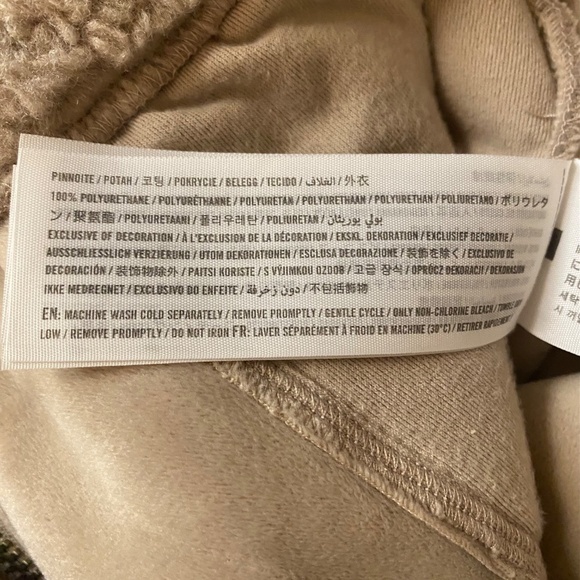 PINNOITE / POTAH / 코팅 / POKRYCIE / BELEGG / TECIDO / الغلاف / 外衣
100% POLYURETHANE / POLYURÉTHANNE / POLYURETAN / POLYURETHAAN / POLYURETHAN / POLIURETANO / ポリウレタ
ン / 聚氨酯 / POLYURETAANI / 폴리우레탄 / POLIURETAN / بولي يوريثان
EXCLUSIVE OF DECORATION / À L'EXCLUSION DE LA DÉCORATION / EKSKL. DEKORATION / EXCLUSIEF DECORATIE /
AUSSCHLIESSLICH VERZIERUNG / UTOM DEKORATIONEN / ESCLUSA DECORAZIONE / 装飾を除く / EXCLUSIVO DE
DECORACIÓN / 装饰物除外 / PAITSI KORISTE / S VÝJIMKOU OZDOB / 고급 장식 / OPRÓCZ DEKORACJI / DEKORASJON
IKKE MEDREGNET / EXCLUSIVO DO ENFEITE / دون زخرفة / 不包括飾物
EN: MACHINE WASH COLD SEPARATELY / REMOVE PROMPTLY / GENTLE CYCLE / ONLY NON-CHLORINE BLEACH / TUMBLE DRY
LOW / REMOVE PROMPTLY / DO NOT IRON FR: LAVER SÉPARÉMENT À FROID EN MACHINE (30°C) / RETIRER RAPIDEMENT